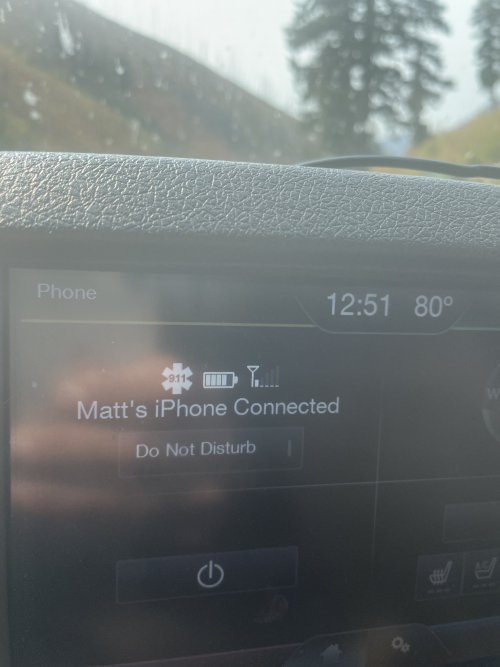 Phone
12:51 80°
911
Matt's iPhone Connected
Do Not Disturb